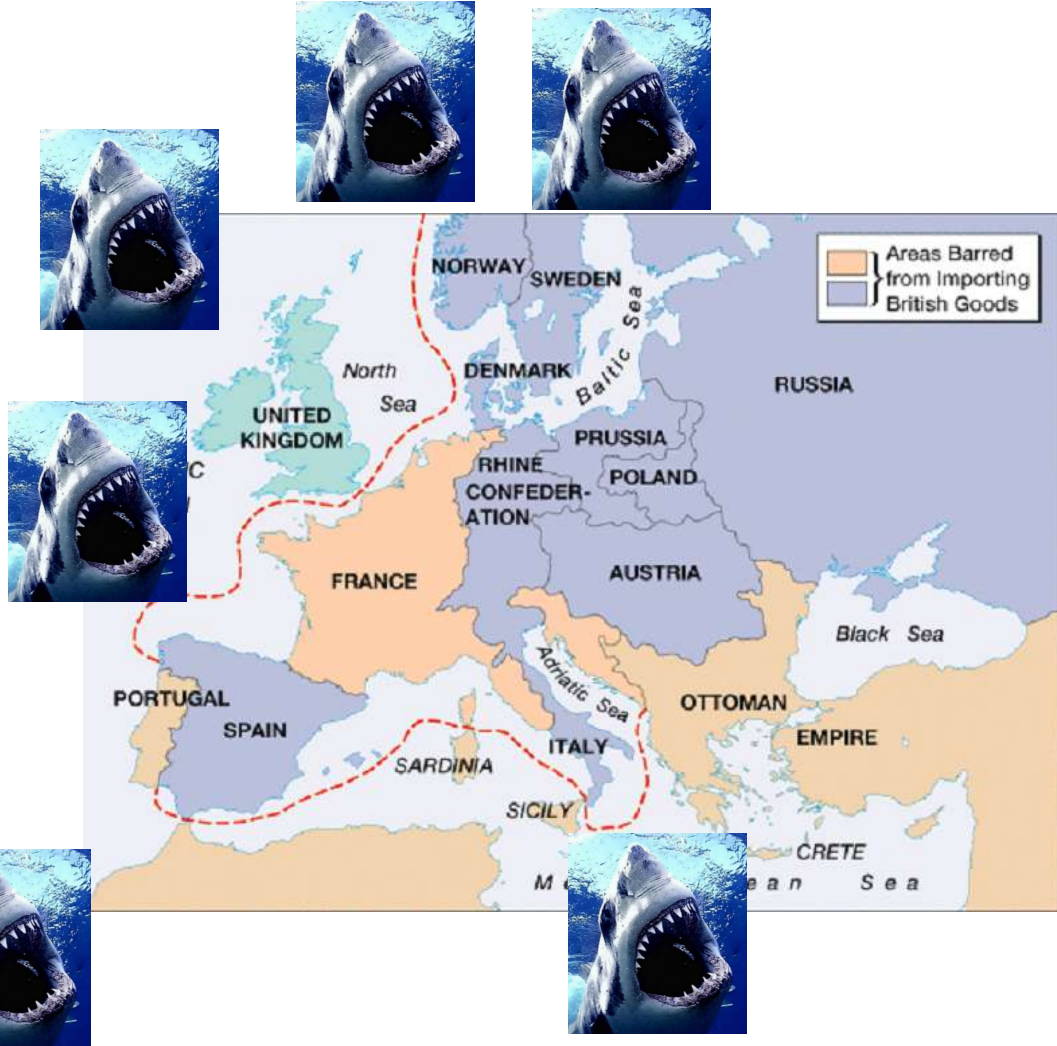 Areas Barred
from Importing
British Goods
NORWAY
SWEDEN
Baltic Sea
North
Sea
DENMARK
RUSSIA
UNITED
KINGDOM
PRUSSIA
RHINE
CONFEDER-
ATION
POLAND
FRANCE
AUSTRIA
Black Sea
Adriatic Sea
PORTUGAL
SPAIN
OTTOMAN
EMPIRE
ITALY
SARDINIA
SICILY
CRETE
Sea